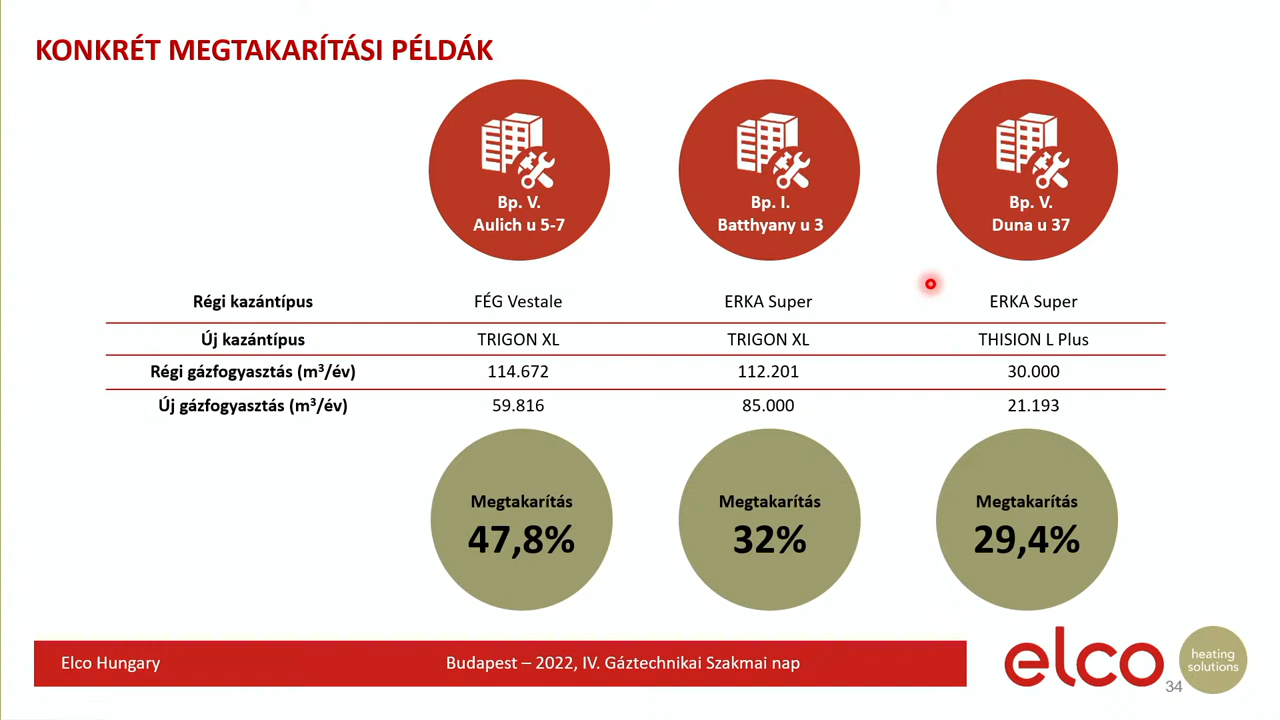 KONKRÉT MEGTAKARÍTÁSI PÉLDÁK
Bp. V.
Aulich u 5-7
Bp. I.
Batthyany u 3
Bp. V.
Duna u 37
Régi kazántípus FÉG Vestale ERKA Super ERKA Super
Új kazántípus TRIGON XL TRIGON XL THISION L Plus
Régi gázfogyasztás (m³/év) 114.672 112.201 30.000
Új gázfogyasztás (m³/év) 59.816 85.000 21.193
Megtakarítás
47,8%
Megtakarítás
32%
Megtakarítás
29,4%
Elco Hungary Budapest – 2022, IV. Gáztechnikai Szakmai nap
elco
heating
solutions
34